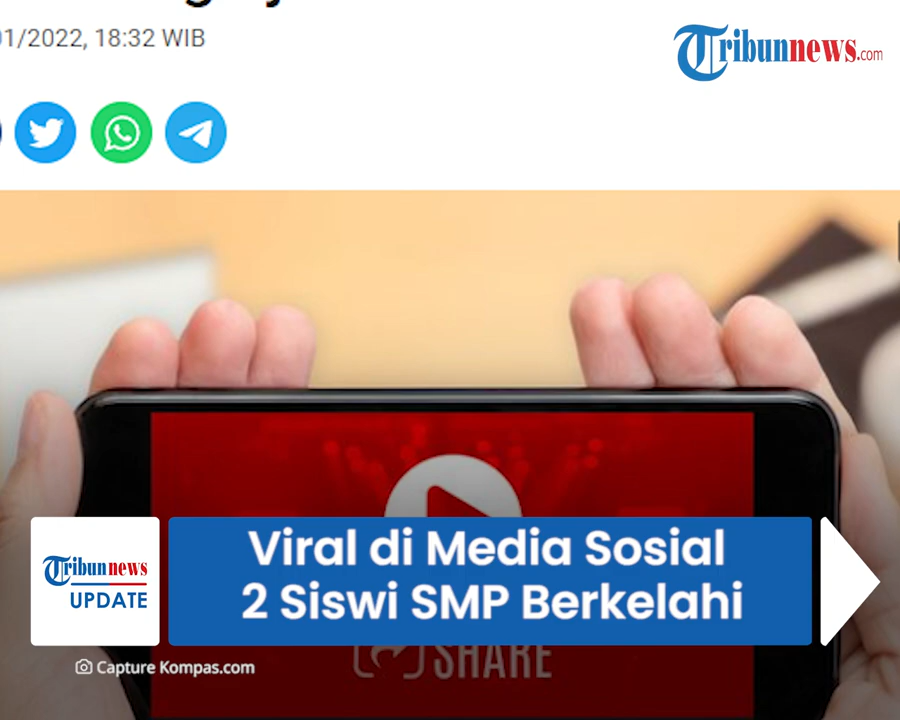 01/2022, 18:32 WIB
Tribunnews.com
Viral di Media Sosial
2 Siswi SMP Berkelahi
Tribunnews
UPDATE
SHARE
Capture Kompas.com